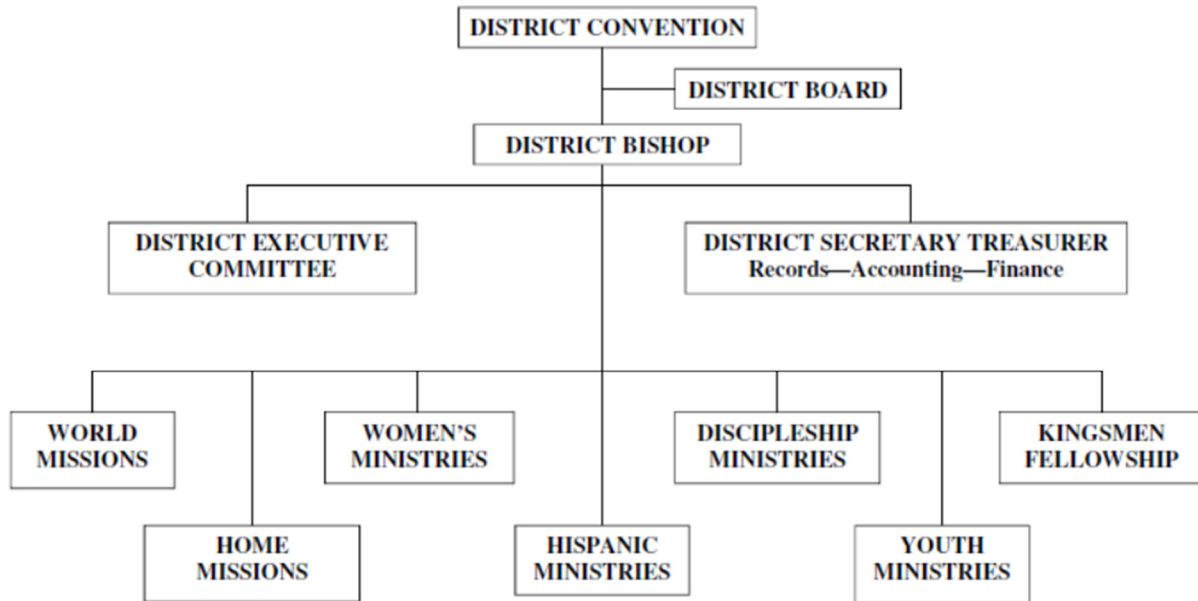 DISTRICT CONVENTION
DISTRICT BOARD
DISTRICT BISHOP
DISTRICT EXECUTIVE
COMMITTEE
DISTRICT SECRETARY TREASURER
Records—Accounting—Finance
WORLD
MISSIONS
WOMEN’S
MINISTRIES
DISCIPLESHIP
MINISTRIES
KINGSMEN
FELLOWSHIP
HOME
MISSIONS
HISPANIC
MINISTRIES
YOUTH
MINISTRIES